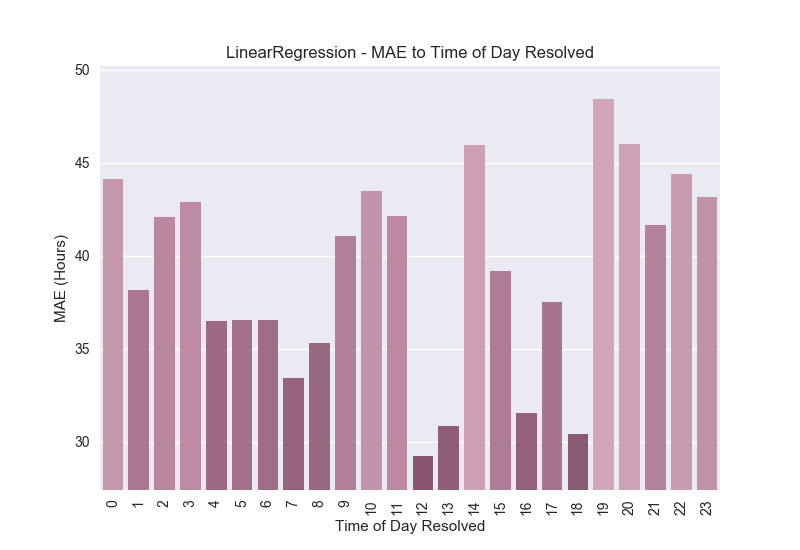 LinearRegression - MAE to Time of Day Resolved
50
45
40
35
30
MAE (Hours)
0 1 2 3 4 5 6 7 8 9 10 11 12 13 14 15 16 17 18 19 20 21 22 23
Time of Day Resolved